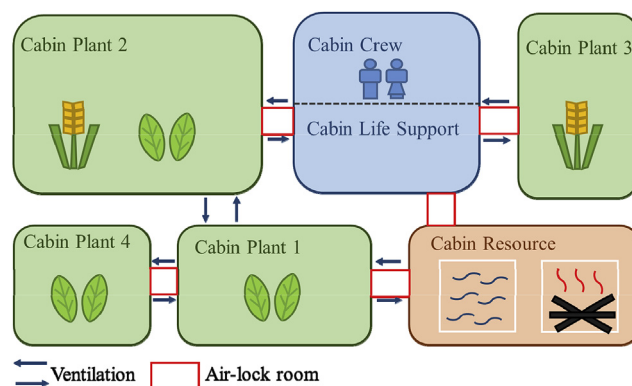 Cabin Plant 2
Cabin Crew
Cabin Plant 3
Cabin Life Support
Cabin Plant 4
Cabin Plant 1
Cabin Resource
Ventilation
Air-lock room